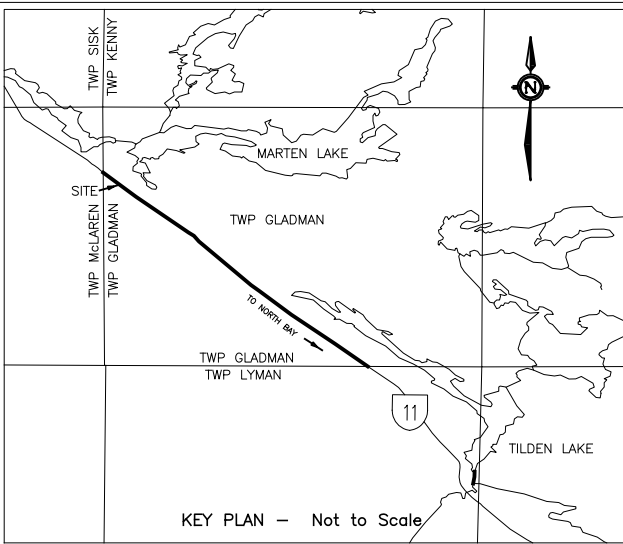 TWP SISK
TWP KENNY
N
MARTEN LAKE
SITE
TWP McLAREN
TWP GLADMAN
TWP GLADMAN
TO NORTH BAY
TWP GLADMAN
TWP LYMAN
11
TILDEN LAKE
KEY PLAN – Not to Scale